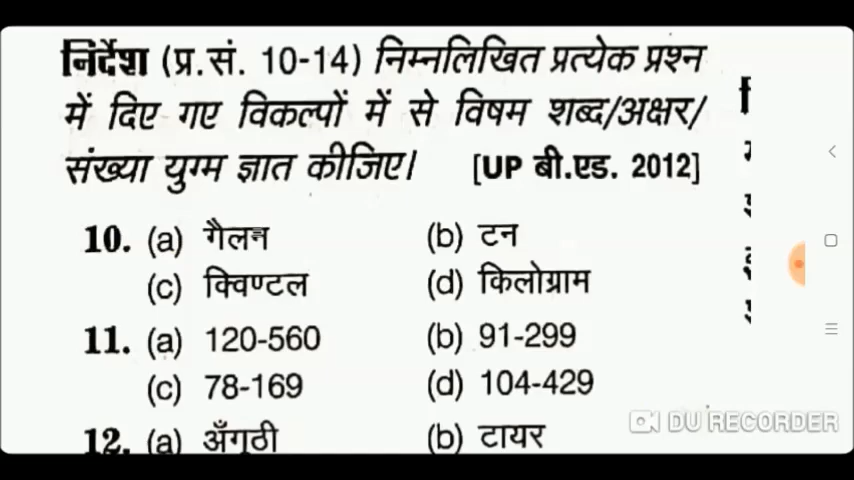 निर्देश (प्र.सं. 10-14) निम्नलिखित प्रत्येक प्रश्न
में दिए गए विकल्पों में से विषम शब्द/अक्षर/
संख्या युग्म ज्ञात कीजिए। [UP बी.एड. 2012]
10. (a) गैलन (b) टन
(c) क्विण्टल (d) किलोग्राम
11. (a) 120-560 (b) 91-299
(c) 78-169 (d) 104-429
12. (a) अँगूठी (b) टायर
DU RECORDER